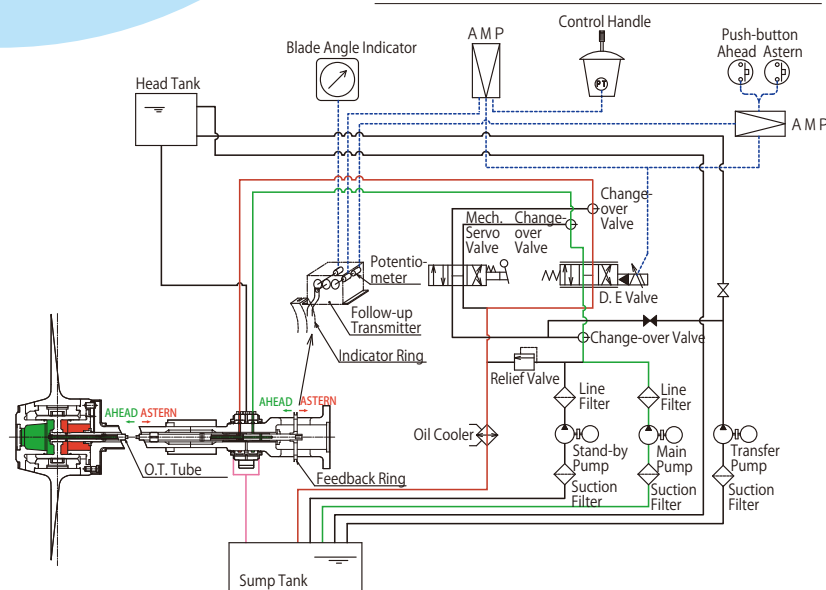 Control Handle
AMP
Push-button
Ahead Astern
Blade Angle Indicator
Head Tank
PT
AMP
Change-
over
Valve
Mech.
Servo
Valve
Change-
over
Valve
Potentio-
meter
D. E Valve
Follow-up
Transmitter
Change-over Valve
Indicator Ring
Relief Valve
Line
Filter
Line
Filter
AHEAD ASTERN
AHEAD ASTERN
Oil Cooler
Stand-by
Pump
Main
Pump
Transfer
Pump
O.T. Tube
Feedback Ring
Suction
Filter
Suction
Filter
Suction
Filter
Sump Tank